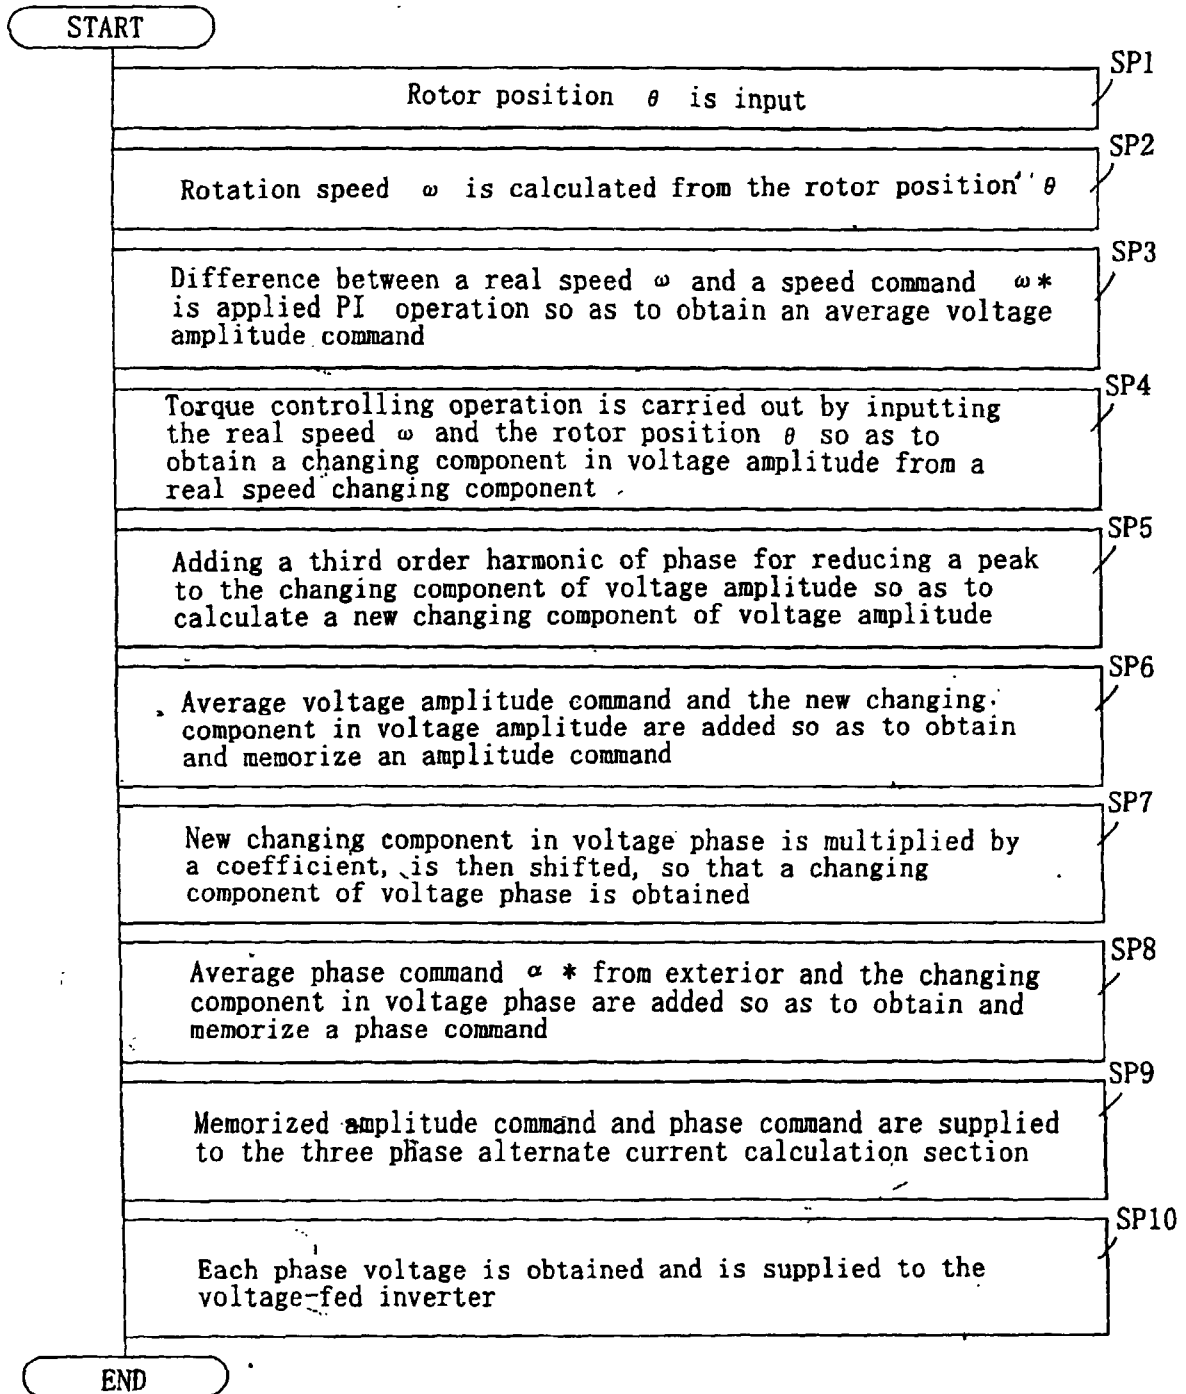 START
SP1
Rotor position θ is input
SP2
Rotation speed ω is calculated from the rotor position θ
SP3
Difference between a real speed ω and a speed command ω*
is applied PI operation so as to obtain an average voltage
amplitude command
SP4
Torque controlling operation is carried out by inputting
the real speed ω and the rotor position θ so as to
obtain a changing component in voltage amplitude from a
real speed changing component
SP5
Adding a third order harmonic of phase for reducing a peak
to the changing component of voltage amplitude so as to
calculate a new changing component of voltage amplitude
SP6
Average voltage amplitude command and the new changing
component in voltage amplitude are added so as to obtain
and memorize an amplitude command
SP7
New changing component in voltage phase is multiplied by
a coefficient, is then shifted, so that a changing
component of voltage phase is obtained
SP8
Average phase command α * from exterior and the changing
component in voltage phase are added so as to obtain and
memorize a phase command
SP9
Memorized amplitude command and phase command are supplied
to the three phase alternate current calculation section
SP10
Each phase voltage is obtained and is supplied to the
voltage-fed inverter
END